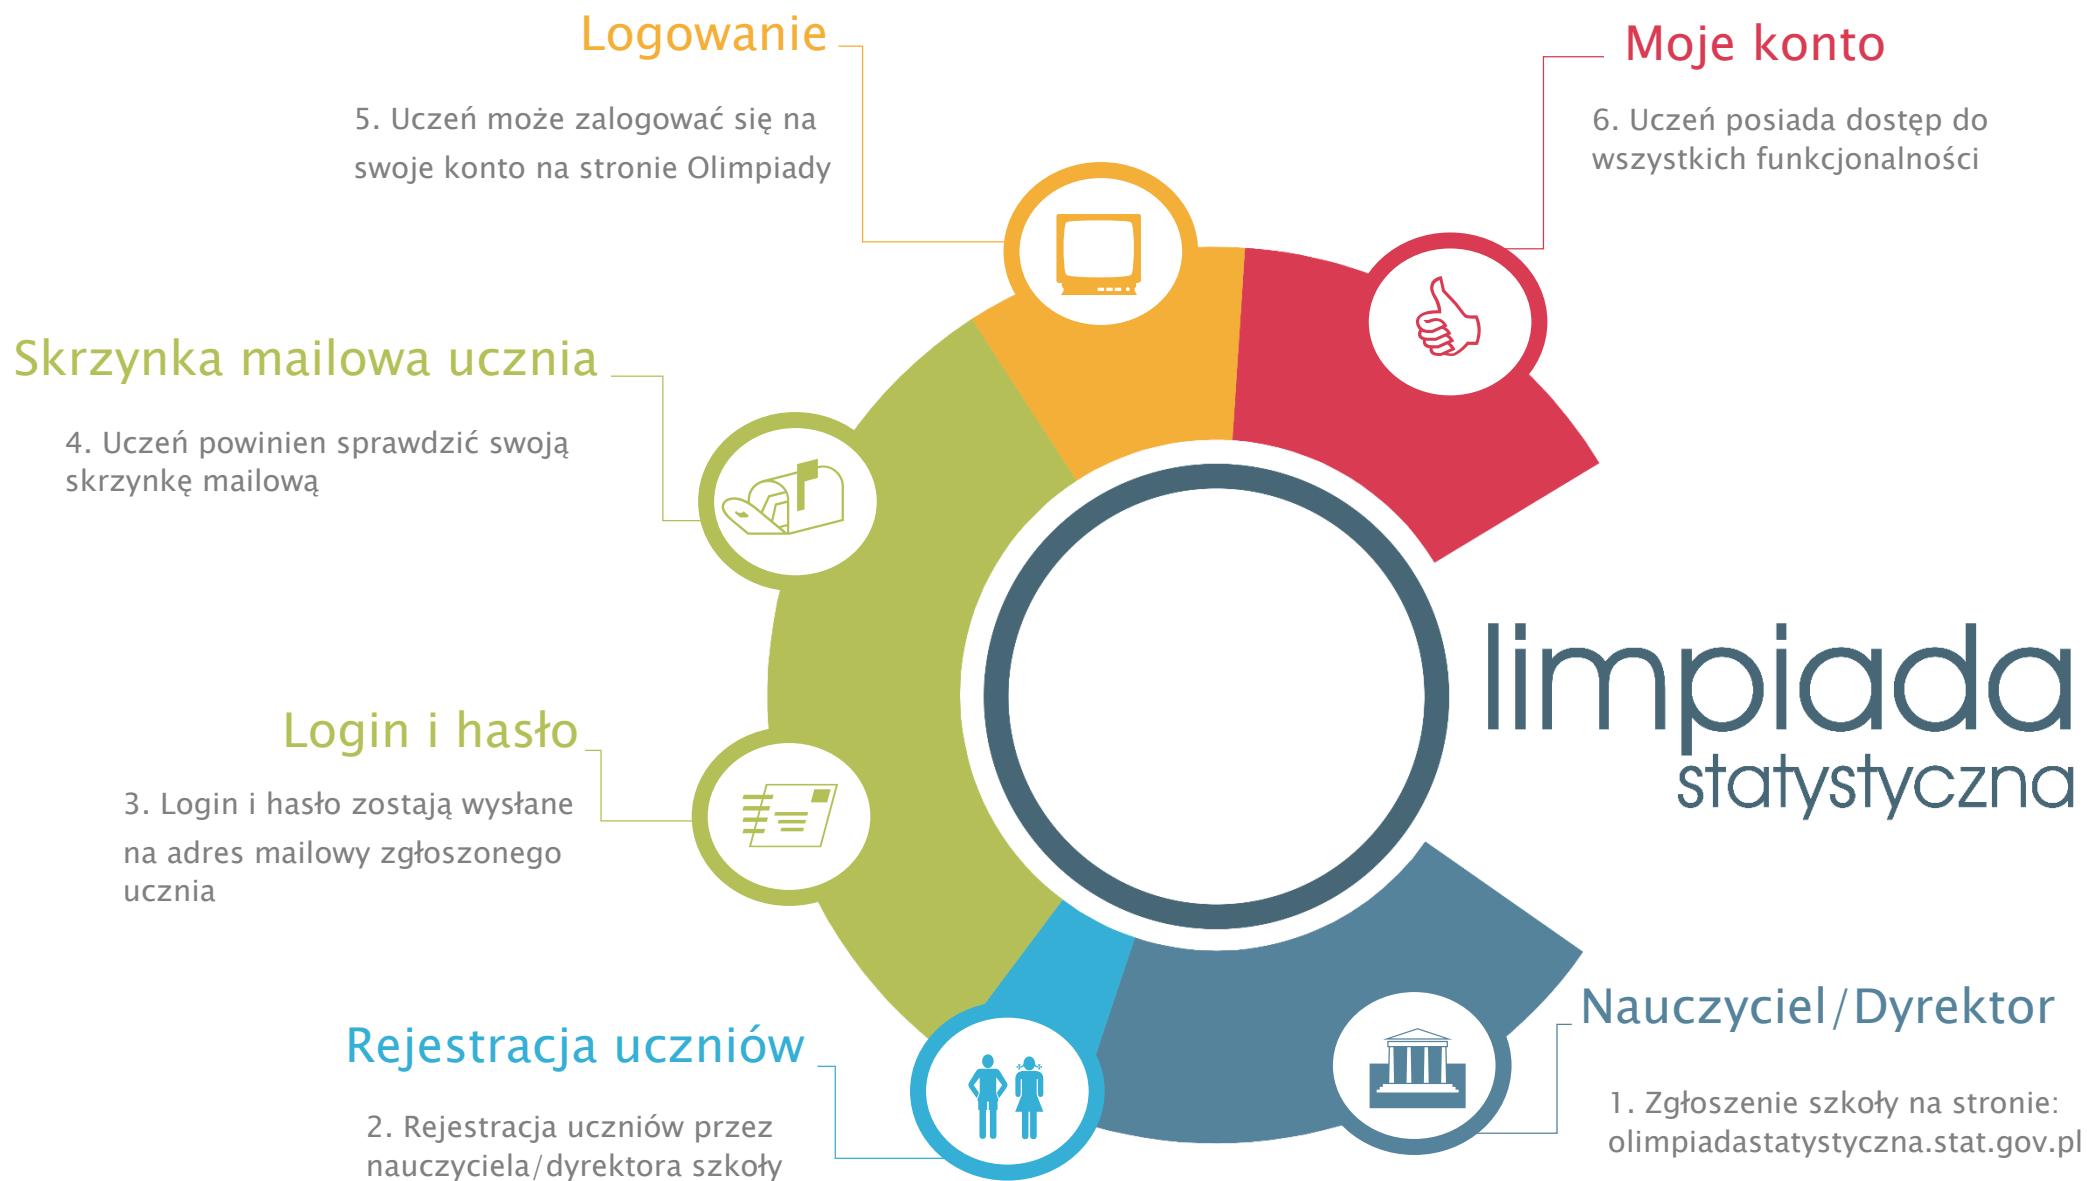 Logowanie
5. Uczeń może zalogować się na
swoje konto na stronie Olimpiady
Moje konto
6. Uczeń posiada dostęp do
wszystkich funkcjonalności
Skrzynka mailowa ucznia
4. Uczeń powinien sprawdzić swoją
skrzynkę mailową
Login i hasło
3. Login i hasło zostają wysłane
na adres mailowy zgłoszonego
ucznia
limpiada
statystyczna
Rejestracja uczniów
2. Rejestracja uczniów przez
nauczyciela/dyrektora szkoły
Nauczyciel/Dyrektor
1. Zgłoszenie szkoły na stronie:
olimpiadastatystyczna.stat.gov.pl